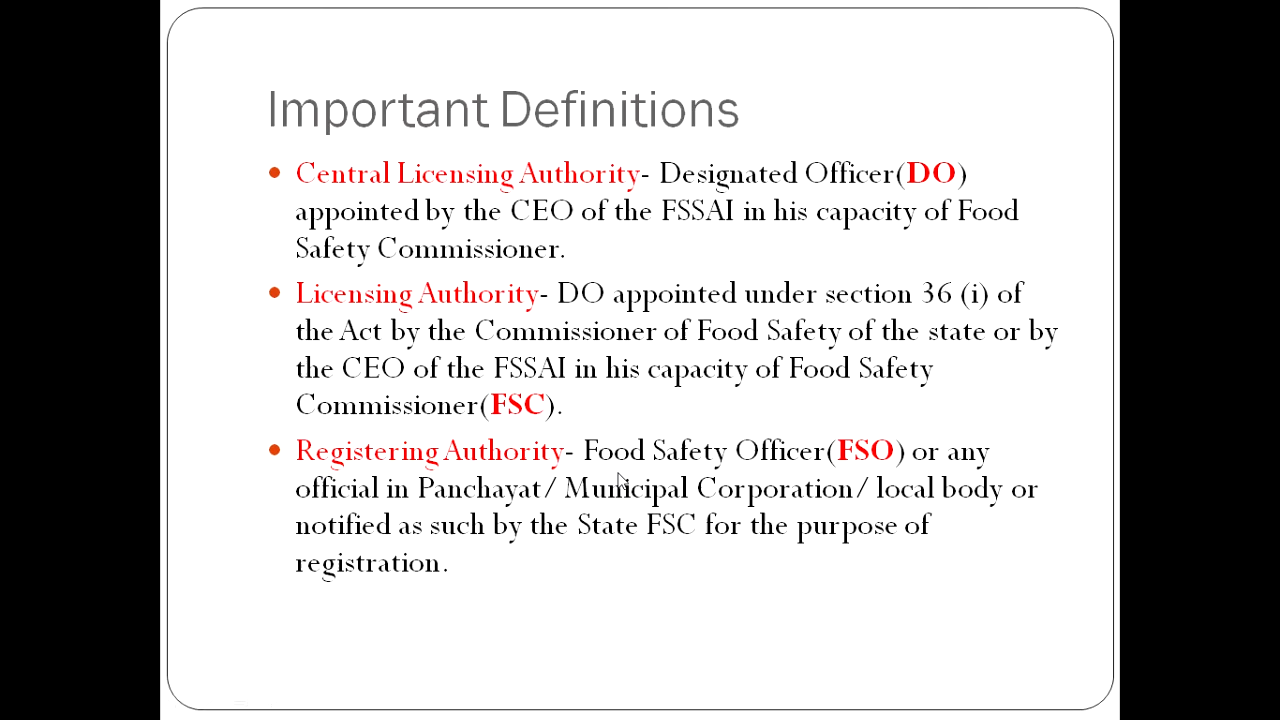 Important Definitions
• Central Licensing Authority- Designated Officer(DO)
appointed by the CEO of the FSSAI in his capacity of Food
Safety Commissioner.
• Licensing Authority- DO appointed under section 36 (i) of
the Act by the Commissioner of Food Safety of the state or by
the CEO of the FSSAI in his capacity of Food Safety
Commissioner(FSC).
• Registering Authority- Food Safety Officer(FSO) or any
official in Panchayat/ Municipal Corporation/ local body or
notified as such by the State FSC for the purpose of
registration.